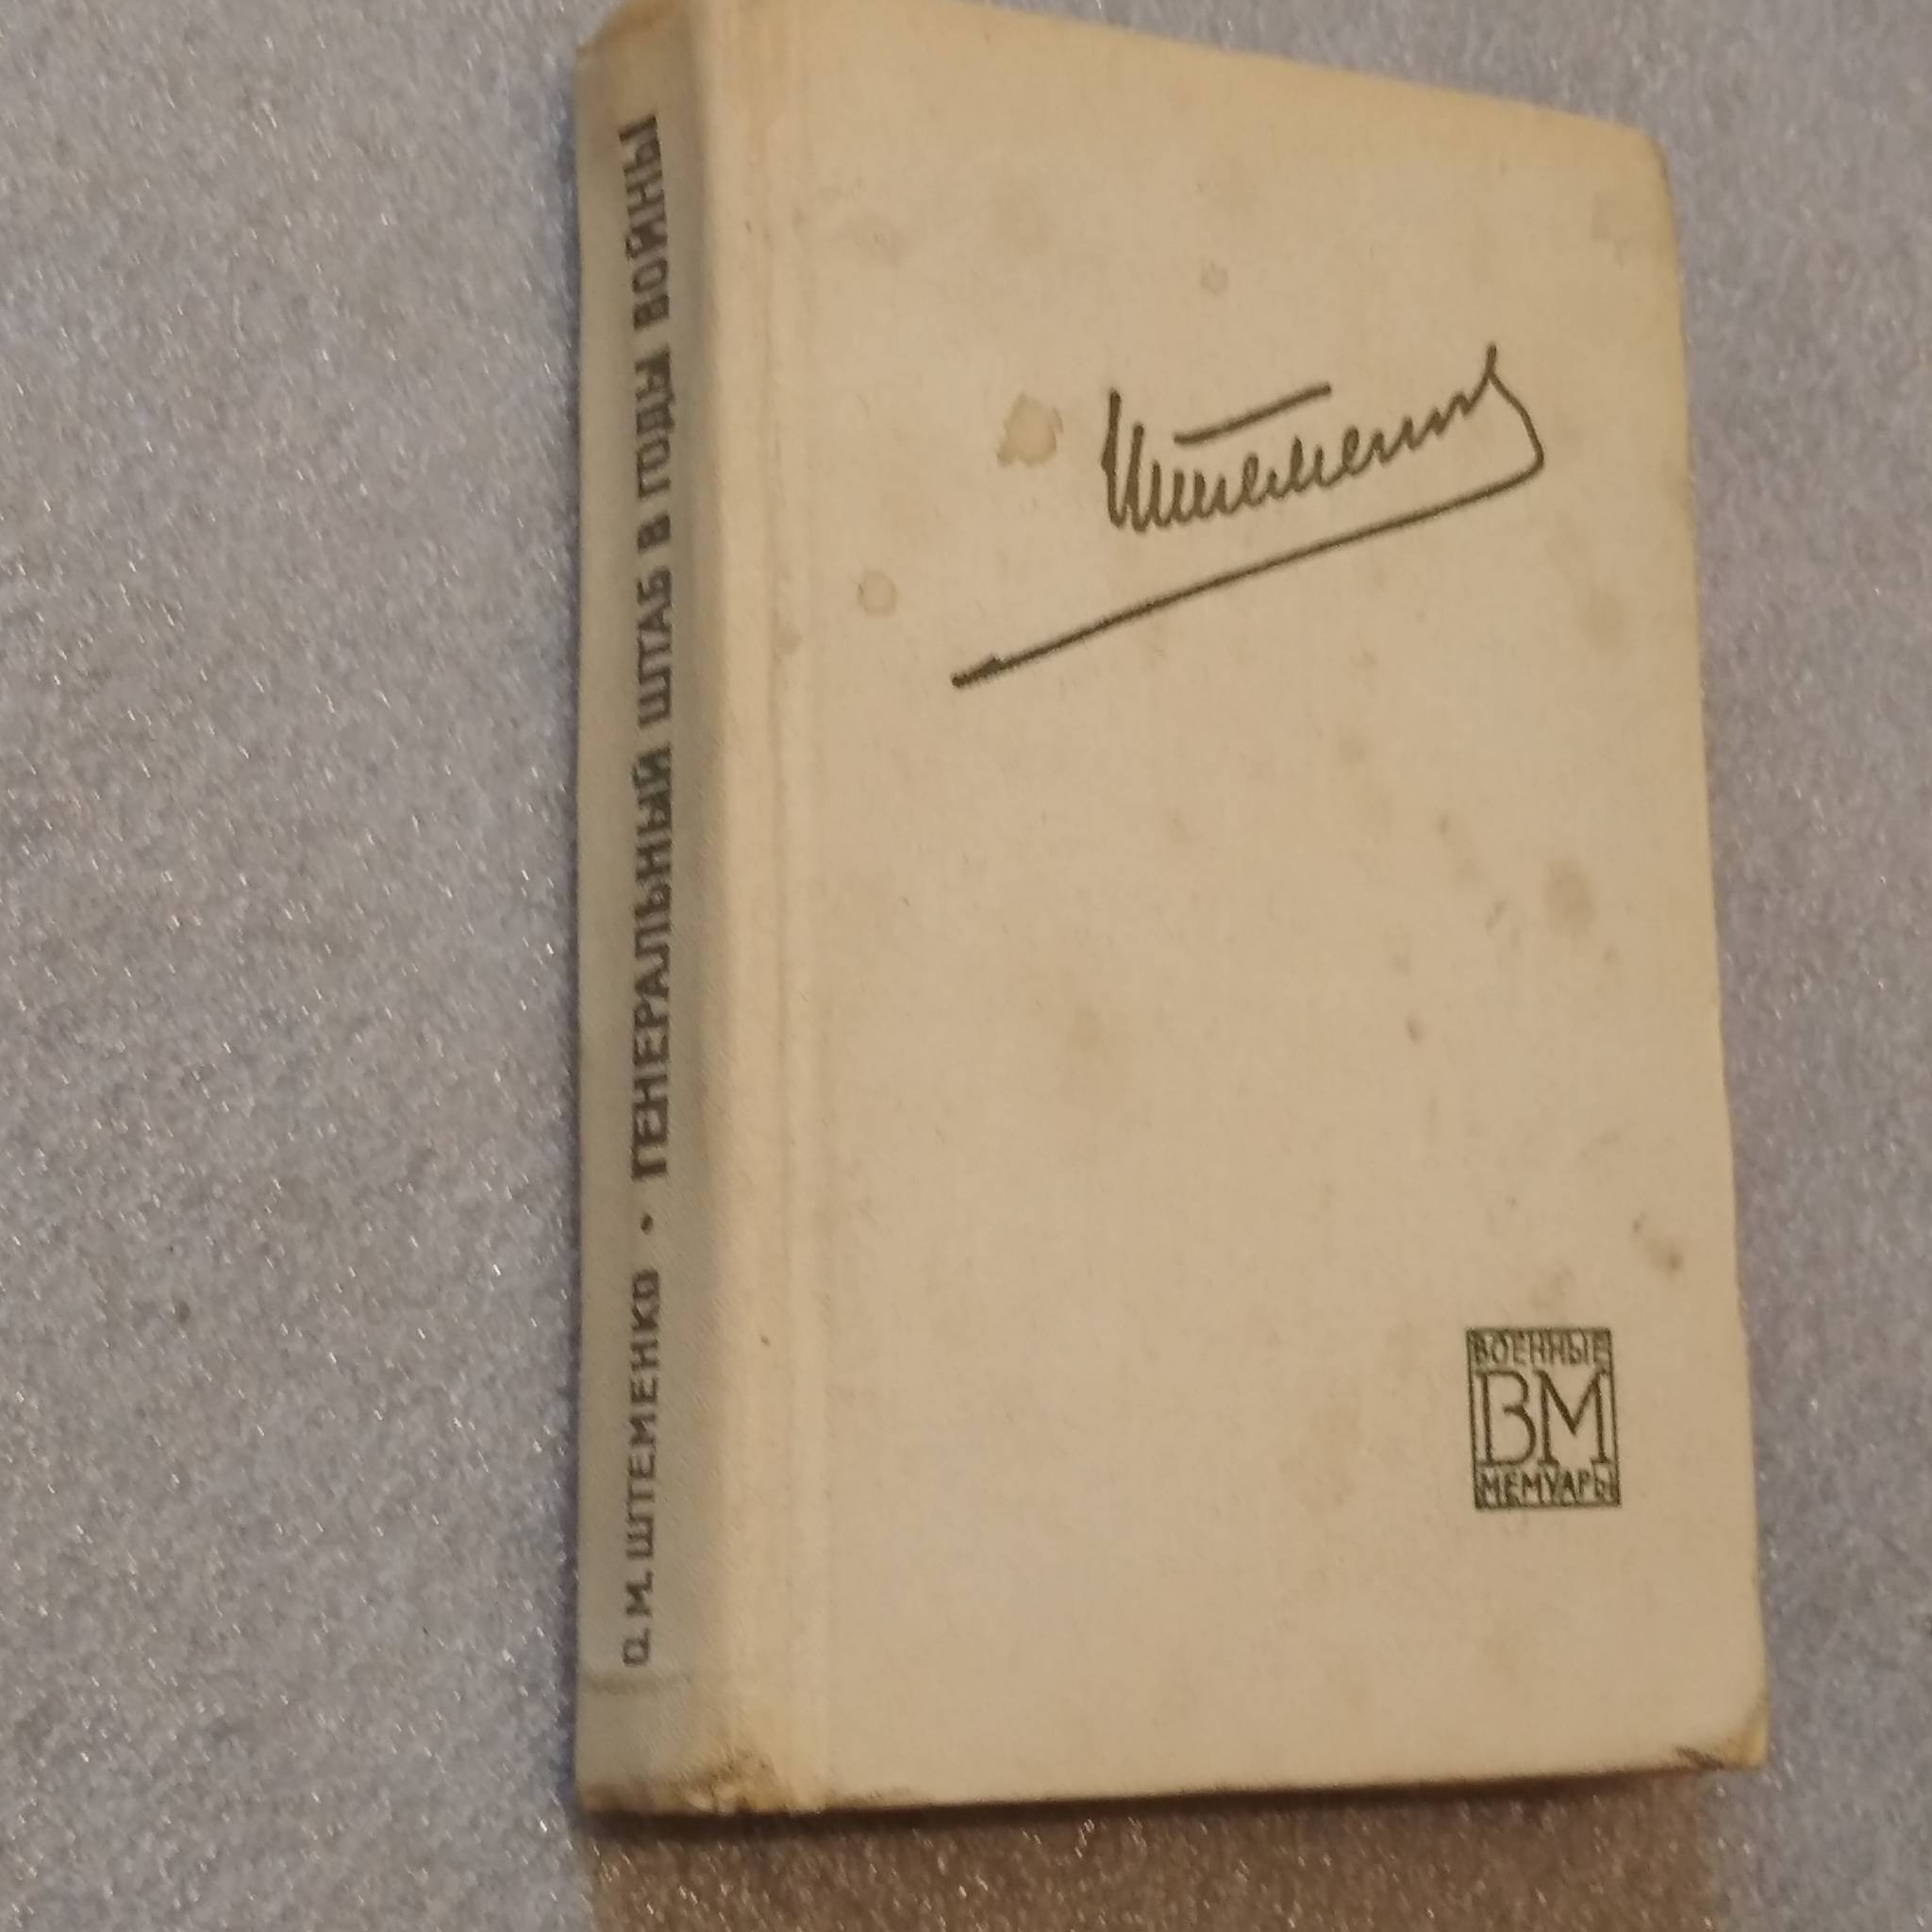 С. М. ШТЕМЕНКО • ГЕНЕРАЛЬНЫЙ ШТАБ В ГОДЫ ВОЙНЫ
Штеменко
ВОЕННЫЕ
ВМ
МЕМУАРЫ